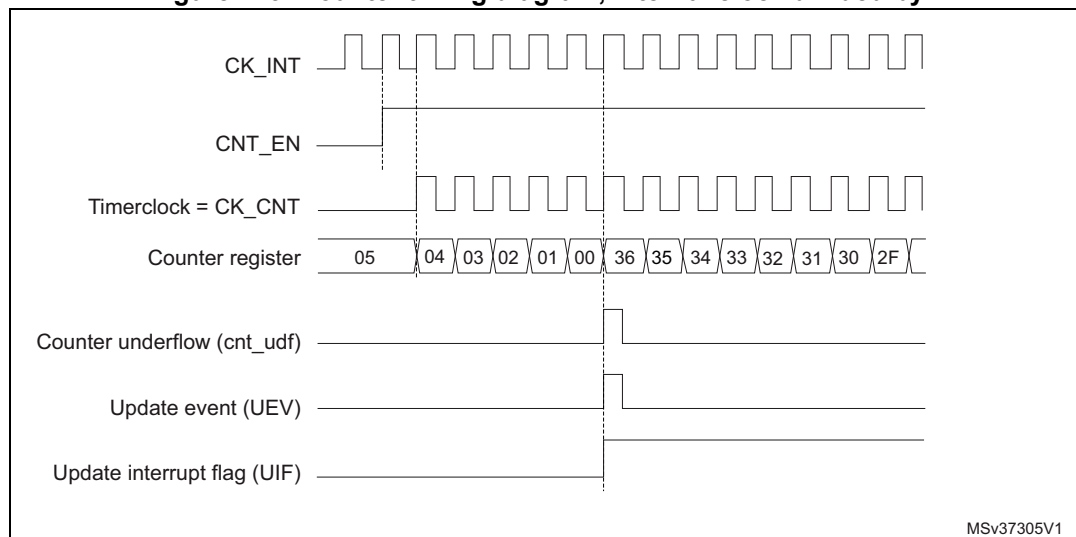 CK_INT
CNT_EN
Timerclock = CK_CNT
Counter register 05 04 03 02 01 00 36 35 34 33 32 31 30 2F
Counter underflow (cnt_udf)
Update event (UEV)
Update interrupt flag (UIF)
MSv37305V1